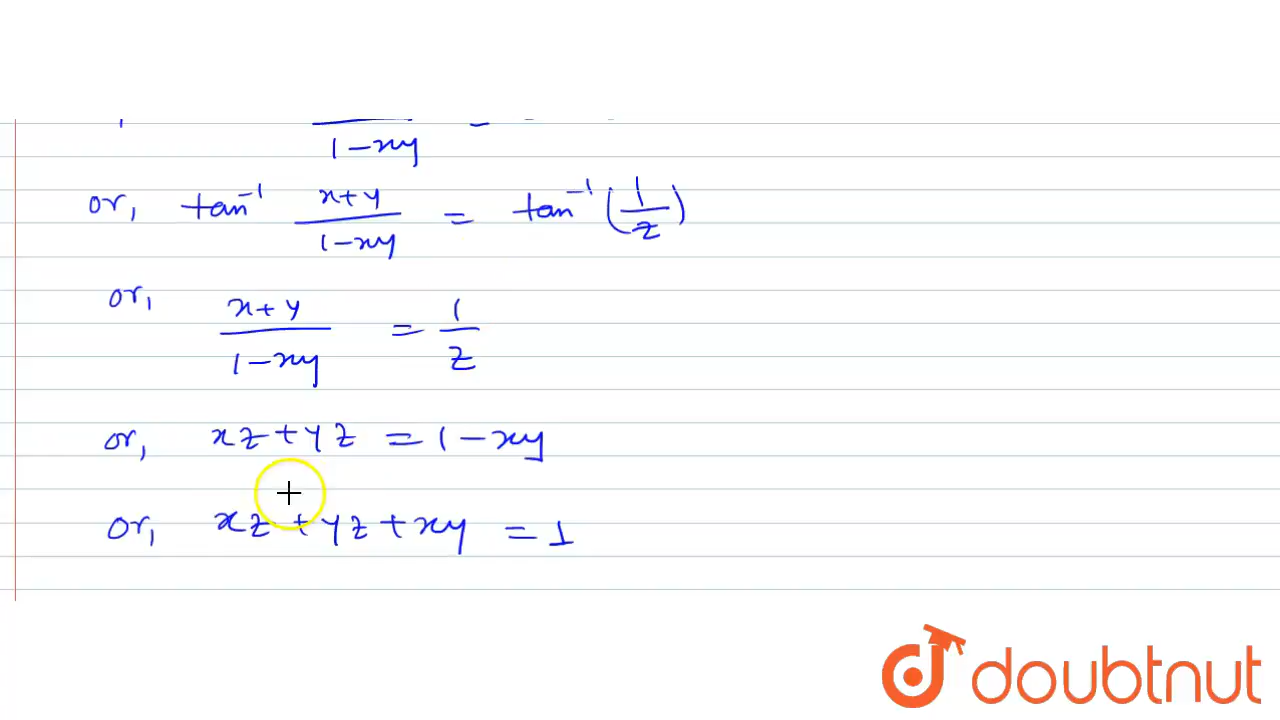 1-xy =
or, tan⁻¹ x+y/1-xy = tan⁻¹ (1/z)
or, x+y/1-xy = 1/z
or, xz+yz = 1-xy
or, xz+yz+xy = 1
doubtnut